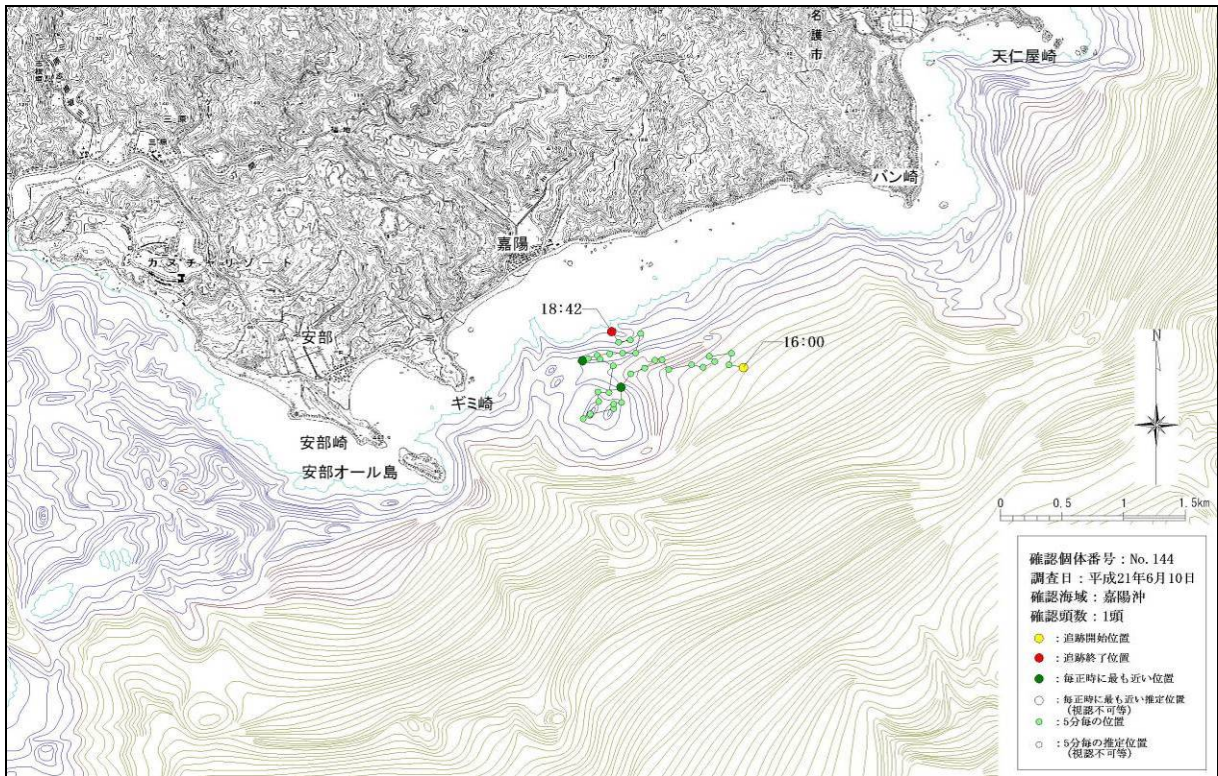 名護市
天仁屋崎
三原
三原
福地
バン崎
嘉陽
カヌチャリゾート
18:42
16:00
安部
ギミ崎
安部崎
安部オール島
N
0 0.5 1 1.5km
確認個体番号：No.144
調査日：平成21年6月10日
確認海域：嘉陽沖
確認頭数：1頭
：追跡開始位置
：追跡終了位置
：毎正時に最も近い位置
：毎正時に最も近い推定位置
(視認不可等)
：5分毎の位置
：5分毎の推定位置
(視認不可等)